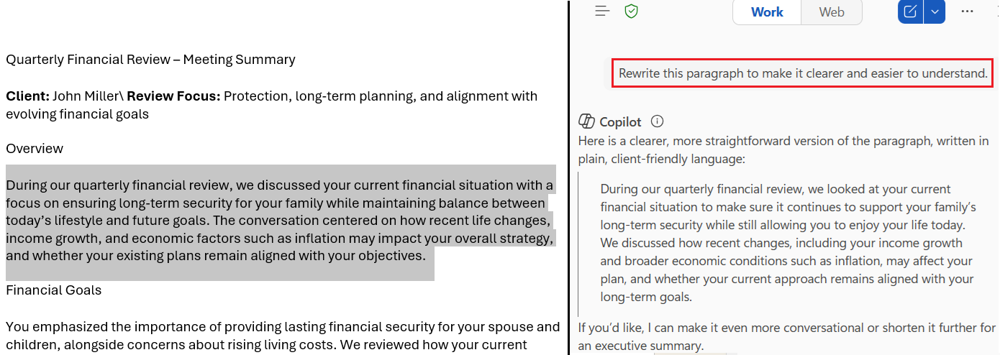 Quarterly Financial Review – Meeting Summary
Client: John Miller\ Review Focus: Protection, long-term planning, and alignment with
evolving financial goals
Overview
During our quarterly financial review, we discussed your current financial situation with a
focus on ensuring long-term security for your family while maintaining balance between
today’s lifestyle and future goals. The conversation centered on how recent life changes,
income growth, and economic factors such as inflation may impact your overall strategy,
and whether your existing plans remain aligned with your objectives.
Financial Goals
You emphasized the importance of providing lasting financial security for your spouse and
children, alongside concerns about rising living costs. We reviewed how your current
Work
Web
Rewrite this paragraph to make it clearer and easier to understand.
Copilot
Here is a clearer, more straightforward version of the paragraph, written in
plain, client-friendly language:
During our quarterly financial review, we looked at your current
financial situation to make sure it continues to support your family’s
long-term security while still allowing you to enjoy your life today.
We discussed how recent changes, including your income growth
and broader economic conditions such as inflation, may affect your
plan, and whether your current approach remains aligned with your
long-term goals.
If you’d like, I can make it even more conversational or shorten it further for
an executive summary.